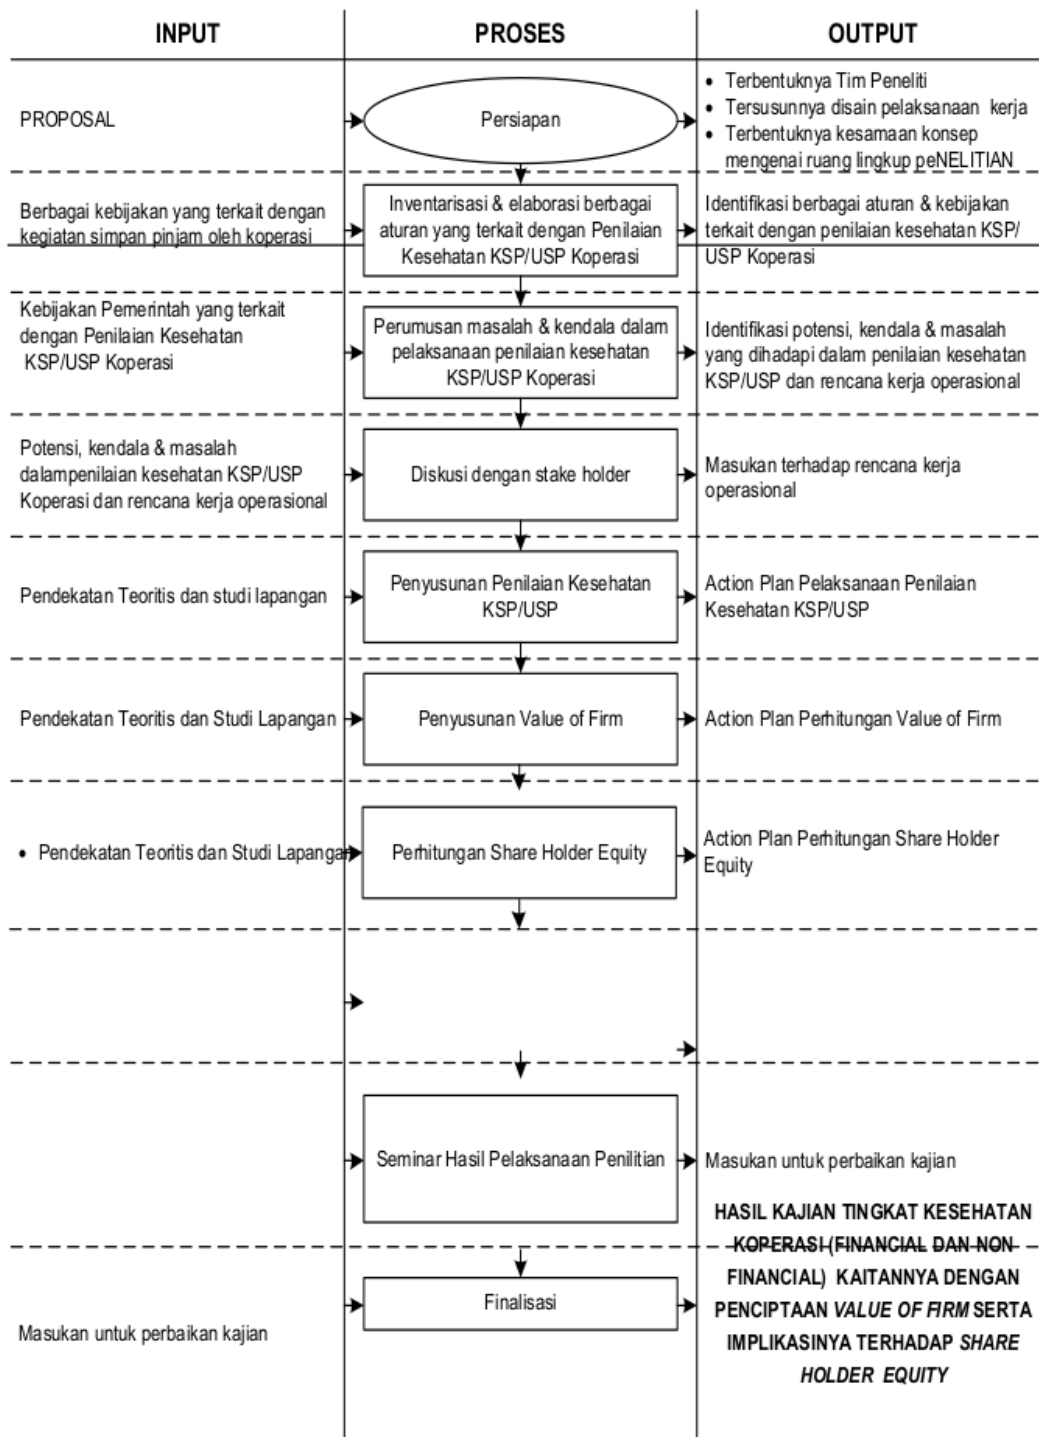 INPUT
PROSES
OUTPUT
PROPOSAL
Persiapan
• Terbentuknya Tim Peneliti
• Tersusunnya disain pelaksanaan kerja
• Terbentuknya kesamaan konsep
mengenai ruang lingkup peNELITIAN
Berbagai kebijakan yang terkait dengan
kegiatan simpan pinjam oleh koperasi
Inventarisasi & elaborasi berbagai
aturan yang terkait dengan Penilaian
Kesehatan KSP/USP Koperasi
Identifikasi berbagai aturan & kebijakan
terkait dengan penilaian kesehatan KSP/
USP Koperasi
Kebijakan Pemerintah yang terkait
dengan Penilaian Kesehatan
KSP/USP Koperasi
Perumusan masalah & kendala dalam
pelaksanaan penilaian kesehatan
KSP/USP Koperasi
Identifikasi potensi, kendala & masalah
yang dihadapi dalam penilaian kesehatan
KSP/USP dan rencana kerja operasional
Potensi, kendala & masalah
dalampenilaian kesehatan KSP/USP
Koperasi dan rencana kerja operasional
Diskusi dengan stake holder
Masukan terhadap rencana kerja
operasional
Pendekatan Teoritis dan studi lapangan
Penyusunan Penilaian Kesehatan
KSP/USP
Action Plan Pelaksanaan Penilaian
Kesehatan KSP/USP
Pendekatan Teoritis dan Studi Lapangan
Penyusunan Value of Firm
Action Plan Perhitungan Value of Firm
• Pendekatan Teoritis dan Studi Lapangan
Perhitungan Share Holder Equity
Action Plan Perhitungan Share Holder
Equity
Seminar Hasil Pelaksanaan Penilitian
Masukan untuk perbaikan kajian
Masukan untuk perbaikan kajian
Finalisasi
HASIL KAJIAN TINGKAT KESEHATAN
KOPERASI (FINANCIAL DAN NON
FINANCIAL) KAITANNYA DENGAN
PENCIPTAAN VALUE OF FIRM SERTA
IMPLIKASINYA TERHADAP SHARE
HOLDER EQUITY